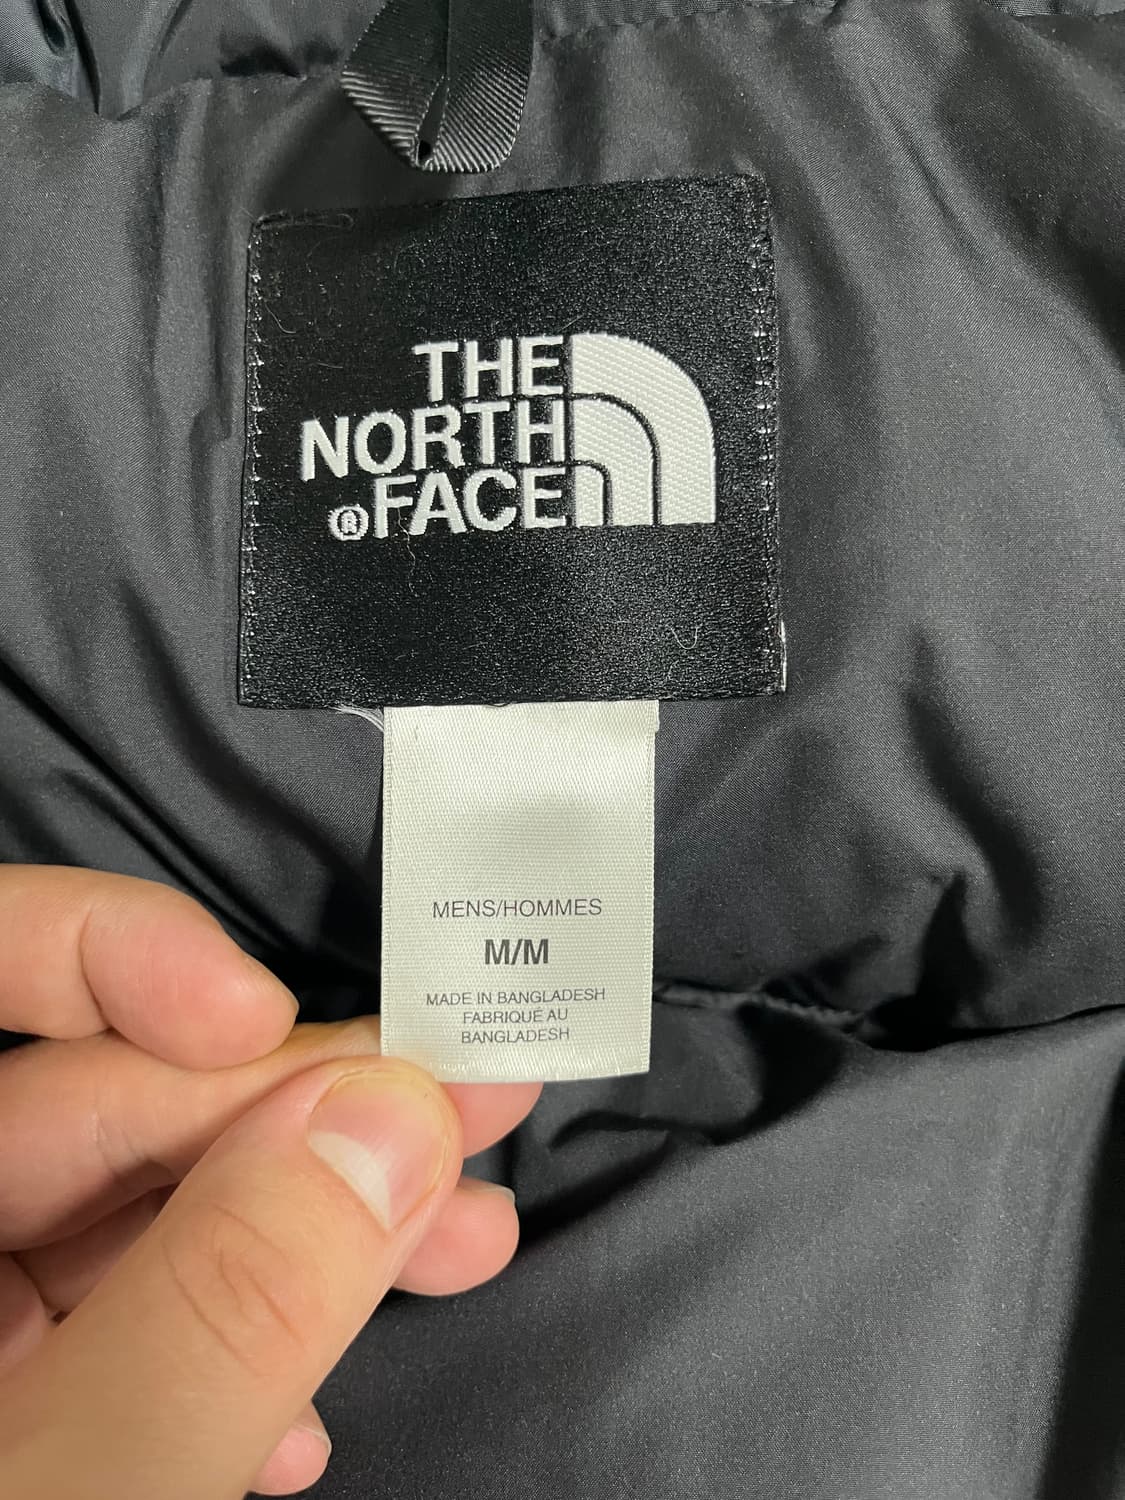 THE
NORTH
®FACE
MENS/HOMMES
M/M
MADE IN BANGLADESH
FABRIQUÉ AU
BANGLADESH